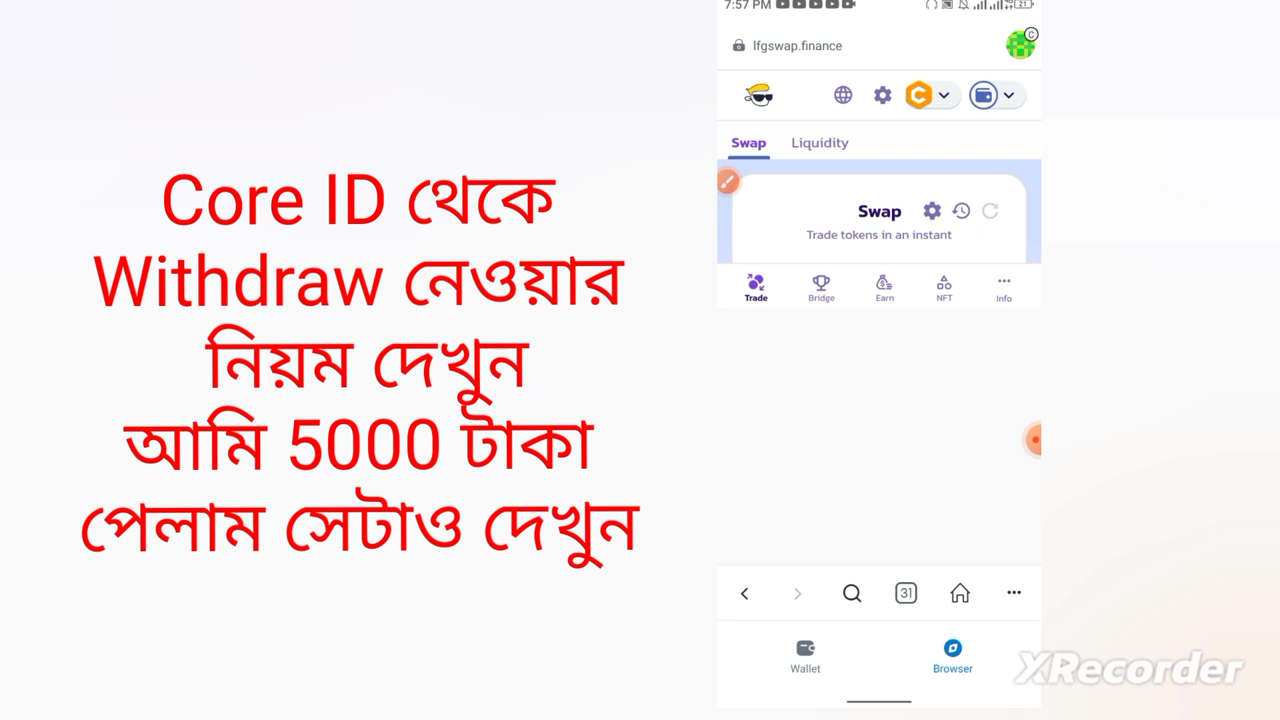 Core ID থেকে
Withdraw নেওয়ার
নিয়ম দেখুন
আমি 5000 টাকা
পেলাম সেটাও দেখুন
7:57 PM
21
lfgswap.finance
C
Swap Liquidity
Swap
Trade tokens in an instant
Trade Bridge Earn NFT Info
31
Wallet Browser
XRecorder